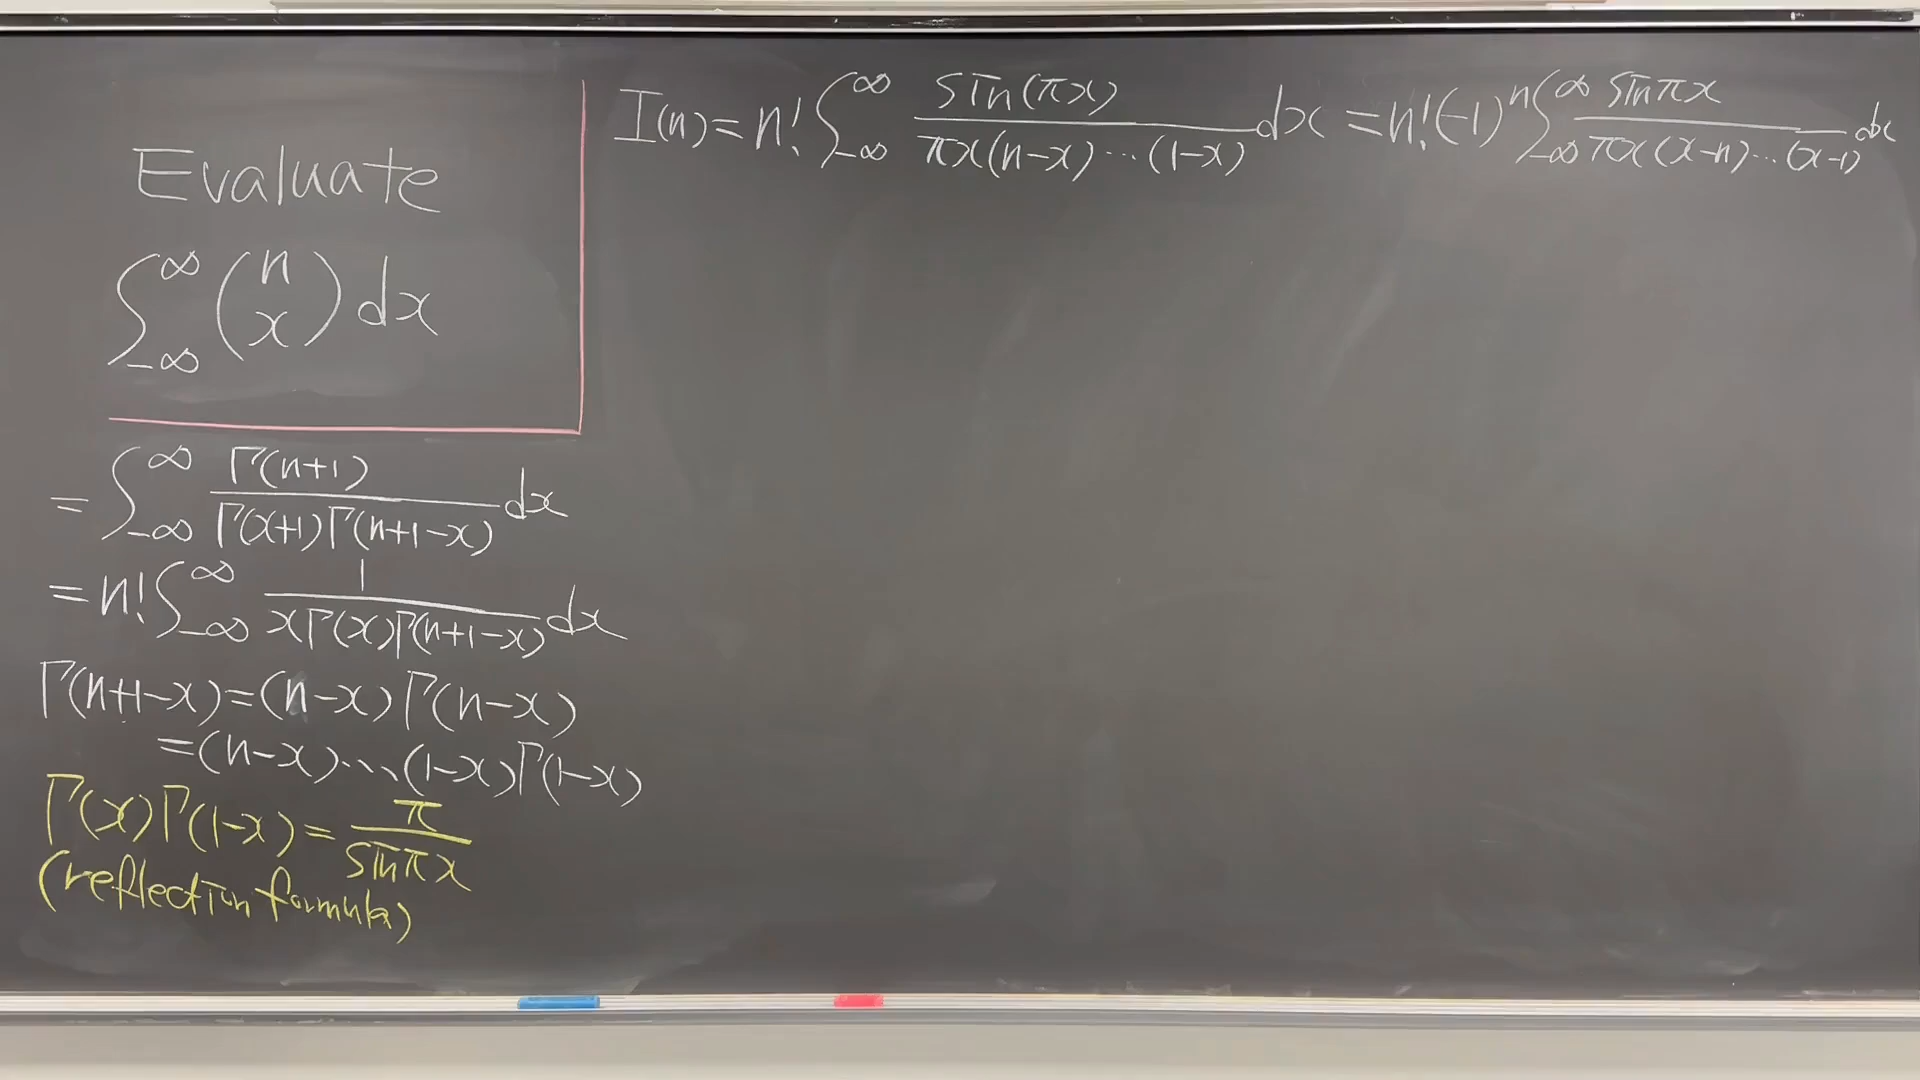 Evaluate
∫_{-∞}^{∞} (n x) dx
= ∫_{-∞}^{∞} Γ(n+1) / Γ(x+1)Γ(n+1-x) dx
= n! ∫_{-∞}^{∞} 1 / xΓ(x)Γ(n+1-x) dx
Γ(n+1-x) = (n-x)Γ(n-x)
= (n-x)⋯(1-x)Γ(1-x)
Γ(x)Γ(1-x) = π / sin πx
(reflection formula)
I(n) = n! ∫_{-∞}^{∞} sin(πx) / πx(n-x)⋯(1-x) dx = n!(-1)^n ∫_{-∞}^{∞} sin πx / πx(x-n)⋯(x-1) dx